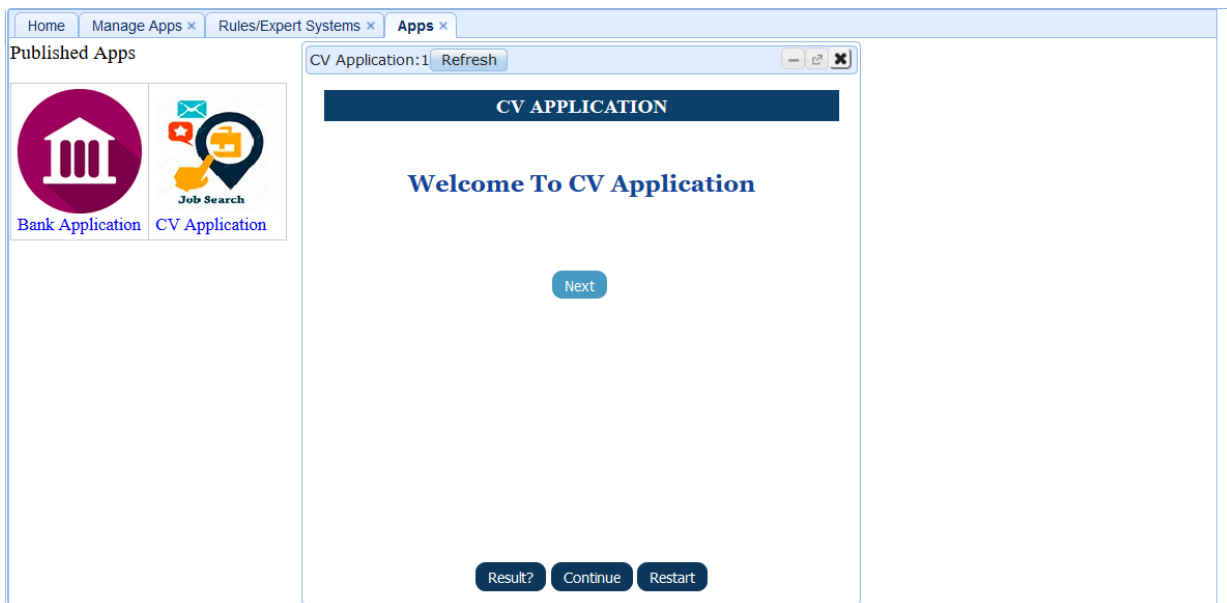 Home Manage Apps × Rules/Expert Systems × Apps ×
Published Apps
Job Search
Bank Application CV Application
CV Application:1 Refresh
CV APPLICATION
Welcome To CV Application
Next
Result? Continue Restart